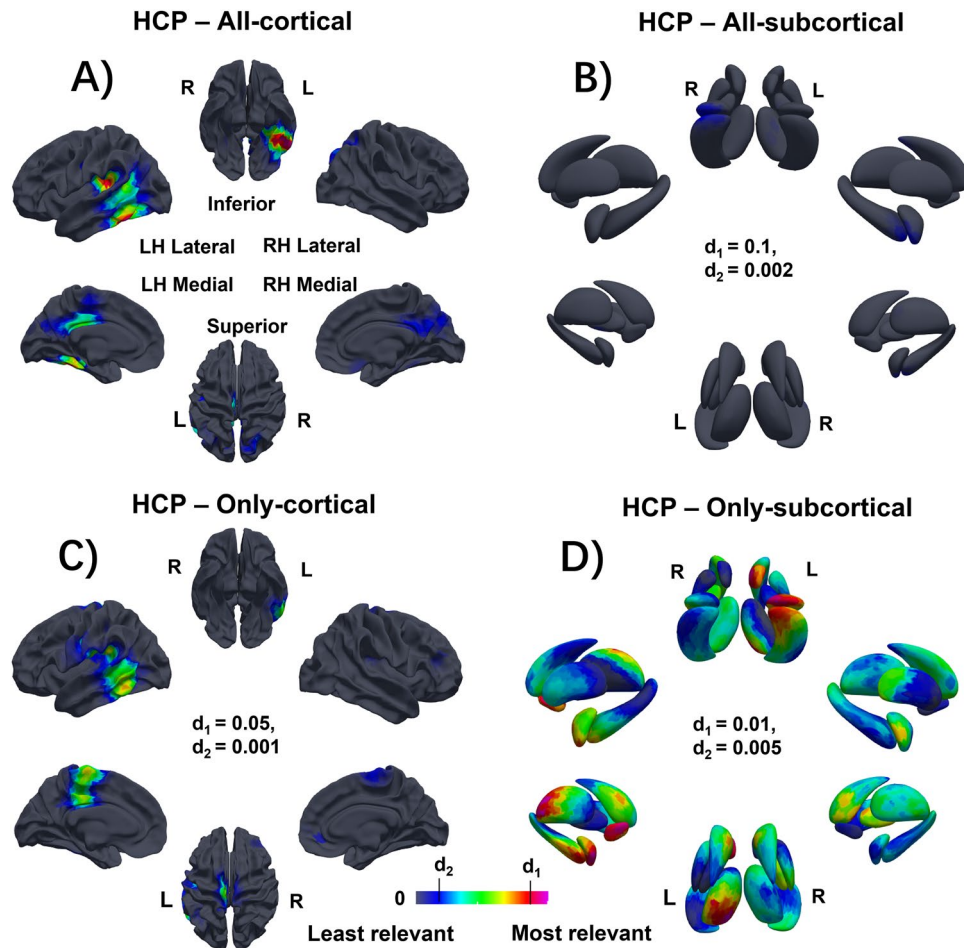 HCP – All-cortical
HCP – All-subcortical
A)
R
L
Inferior
LH Lateral
RH Lateral
LH Medial
RH Medial
Superior
L
R
B)
R
L
d₁ = 0.1,
d₂ = 0.002
L
R
HCP – Only-cortical
HCP – Only-subcortical
C)
R
L
d₁ = 0.05,
d₂ = 0.001
L
R
D)
R
L
d₁ = 0.01,
d₂ = 0.005
L
R
0
d₂
d₁
Least relevant
Most relevant